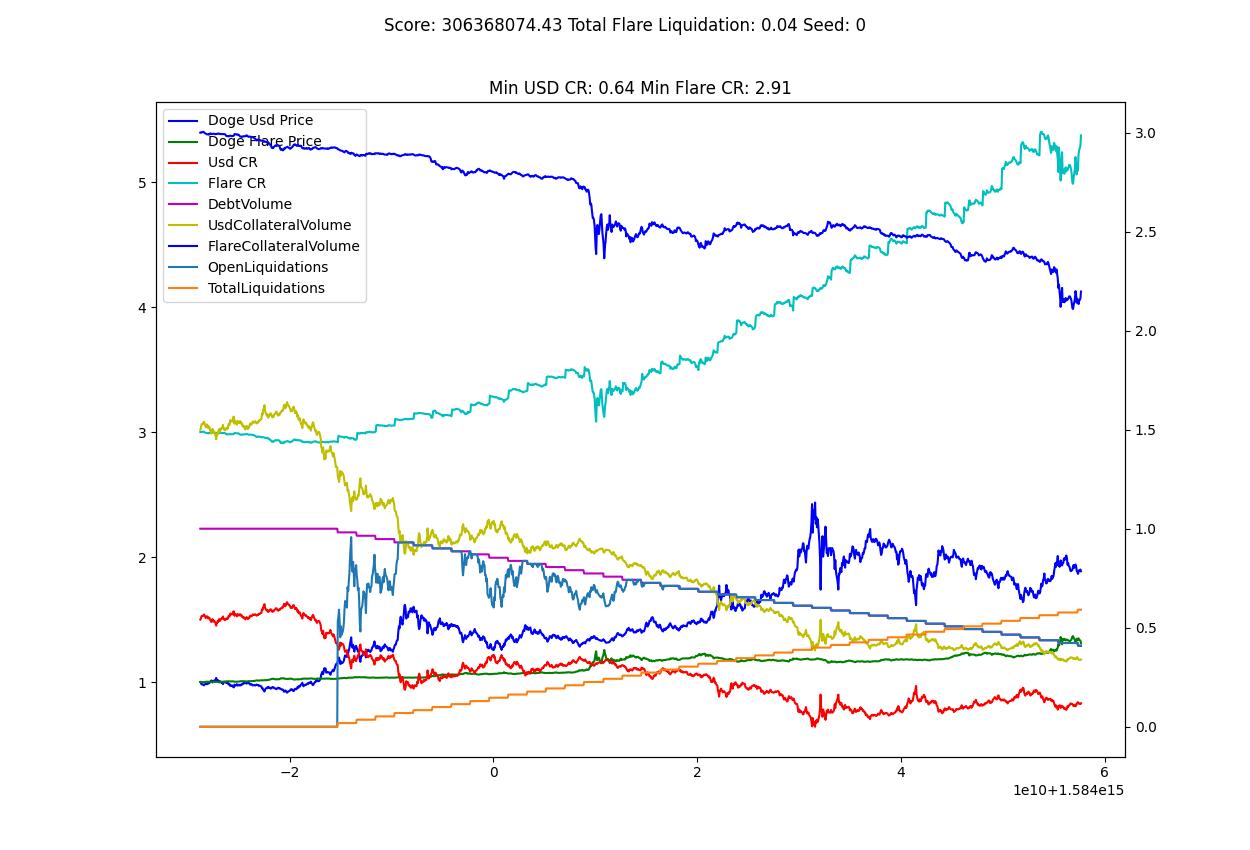 Score: 306368074.43 Total Flare Liquidation: 0.04 Seed: 0
Min USD CR: 0.64 Min Flare CR: 2.91
Doge Usd Price
Doge Flare Price
Usd CR
Flare CR
DebtVolume
UsdCollateralVolume
FlareCollateralVolume
OpenLiquidations
TotalLiquidations
5
4
3
2
1
3.0
2.5
2.0
1.5
1.0
0.5
0.0
−2
0
2
4
6
1e10+1.584e15